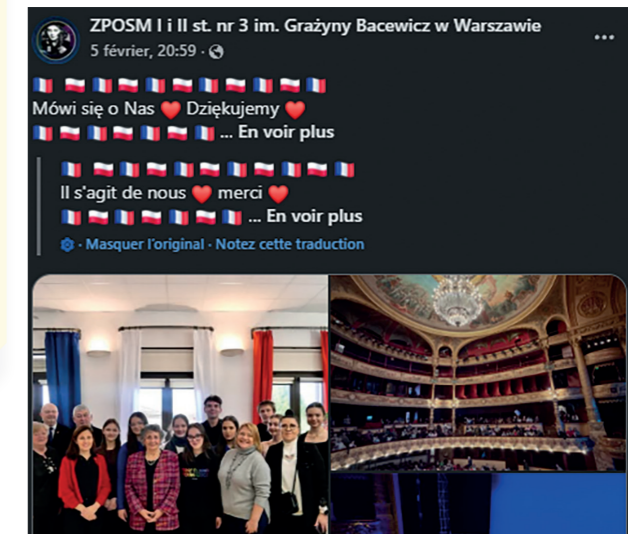 ZPOSM I i II st. nr 3 im. Grażyny Bacewicz w Warszawie
5 février, 20:59 ·
🇫🇷 🇵🇱 🇫🇷 🇵🇱 🇫🇷 🇵🇱 🇫🇷 🇵🇱 🇫🇷 🇵🇱 🇫🇷
Mówi się o Nas ❤️ Dziękujemy ❤️
🇫🇷 🇵🇱 🇫🇷 🇵🇱 🇫🇷 🇵🇱 🇫🇷 ... En voir plus
🇫🇷 🇵🇱 🇫🇷 🇵🇱 🇫🇷 🇵🇱 🇫🇷 🇵🇱 🇫🇷 🇵🇱 🇫🇷
Il s'agit de nous ❤️ merci ❤️
🇫🇷 🇵🇱 🇫🇷 🇵🇱 🇫🇷 🇵🇱 🇫🇷 ... En voir plus
· Masquer l'original · Notez cette traduction